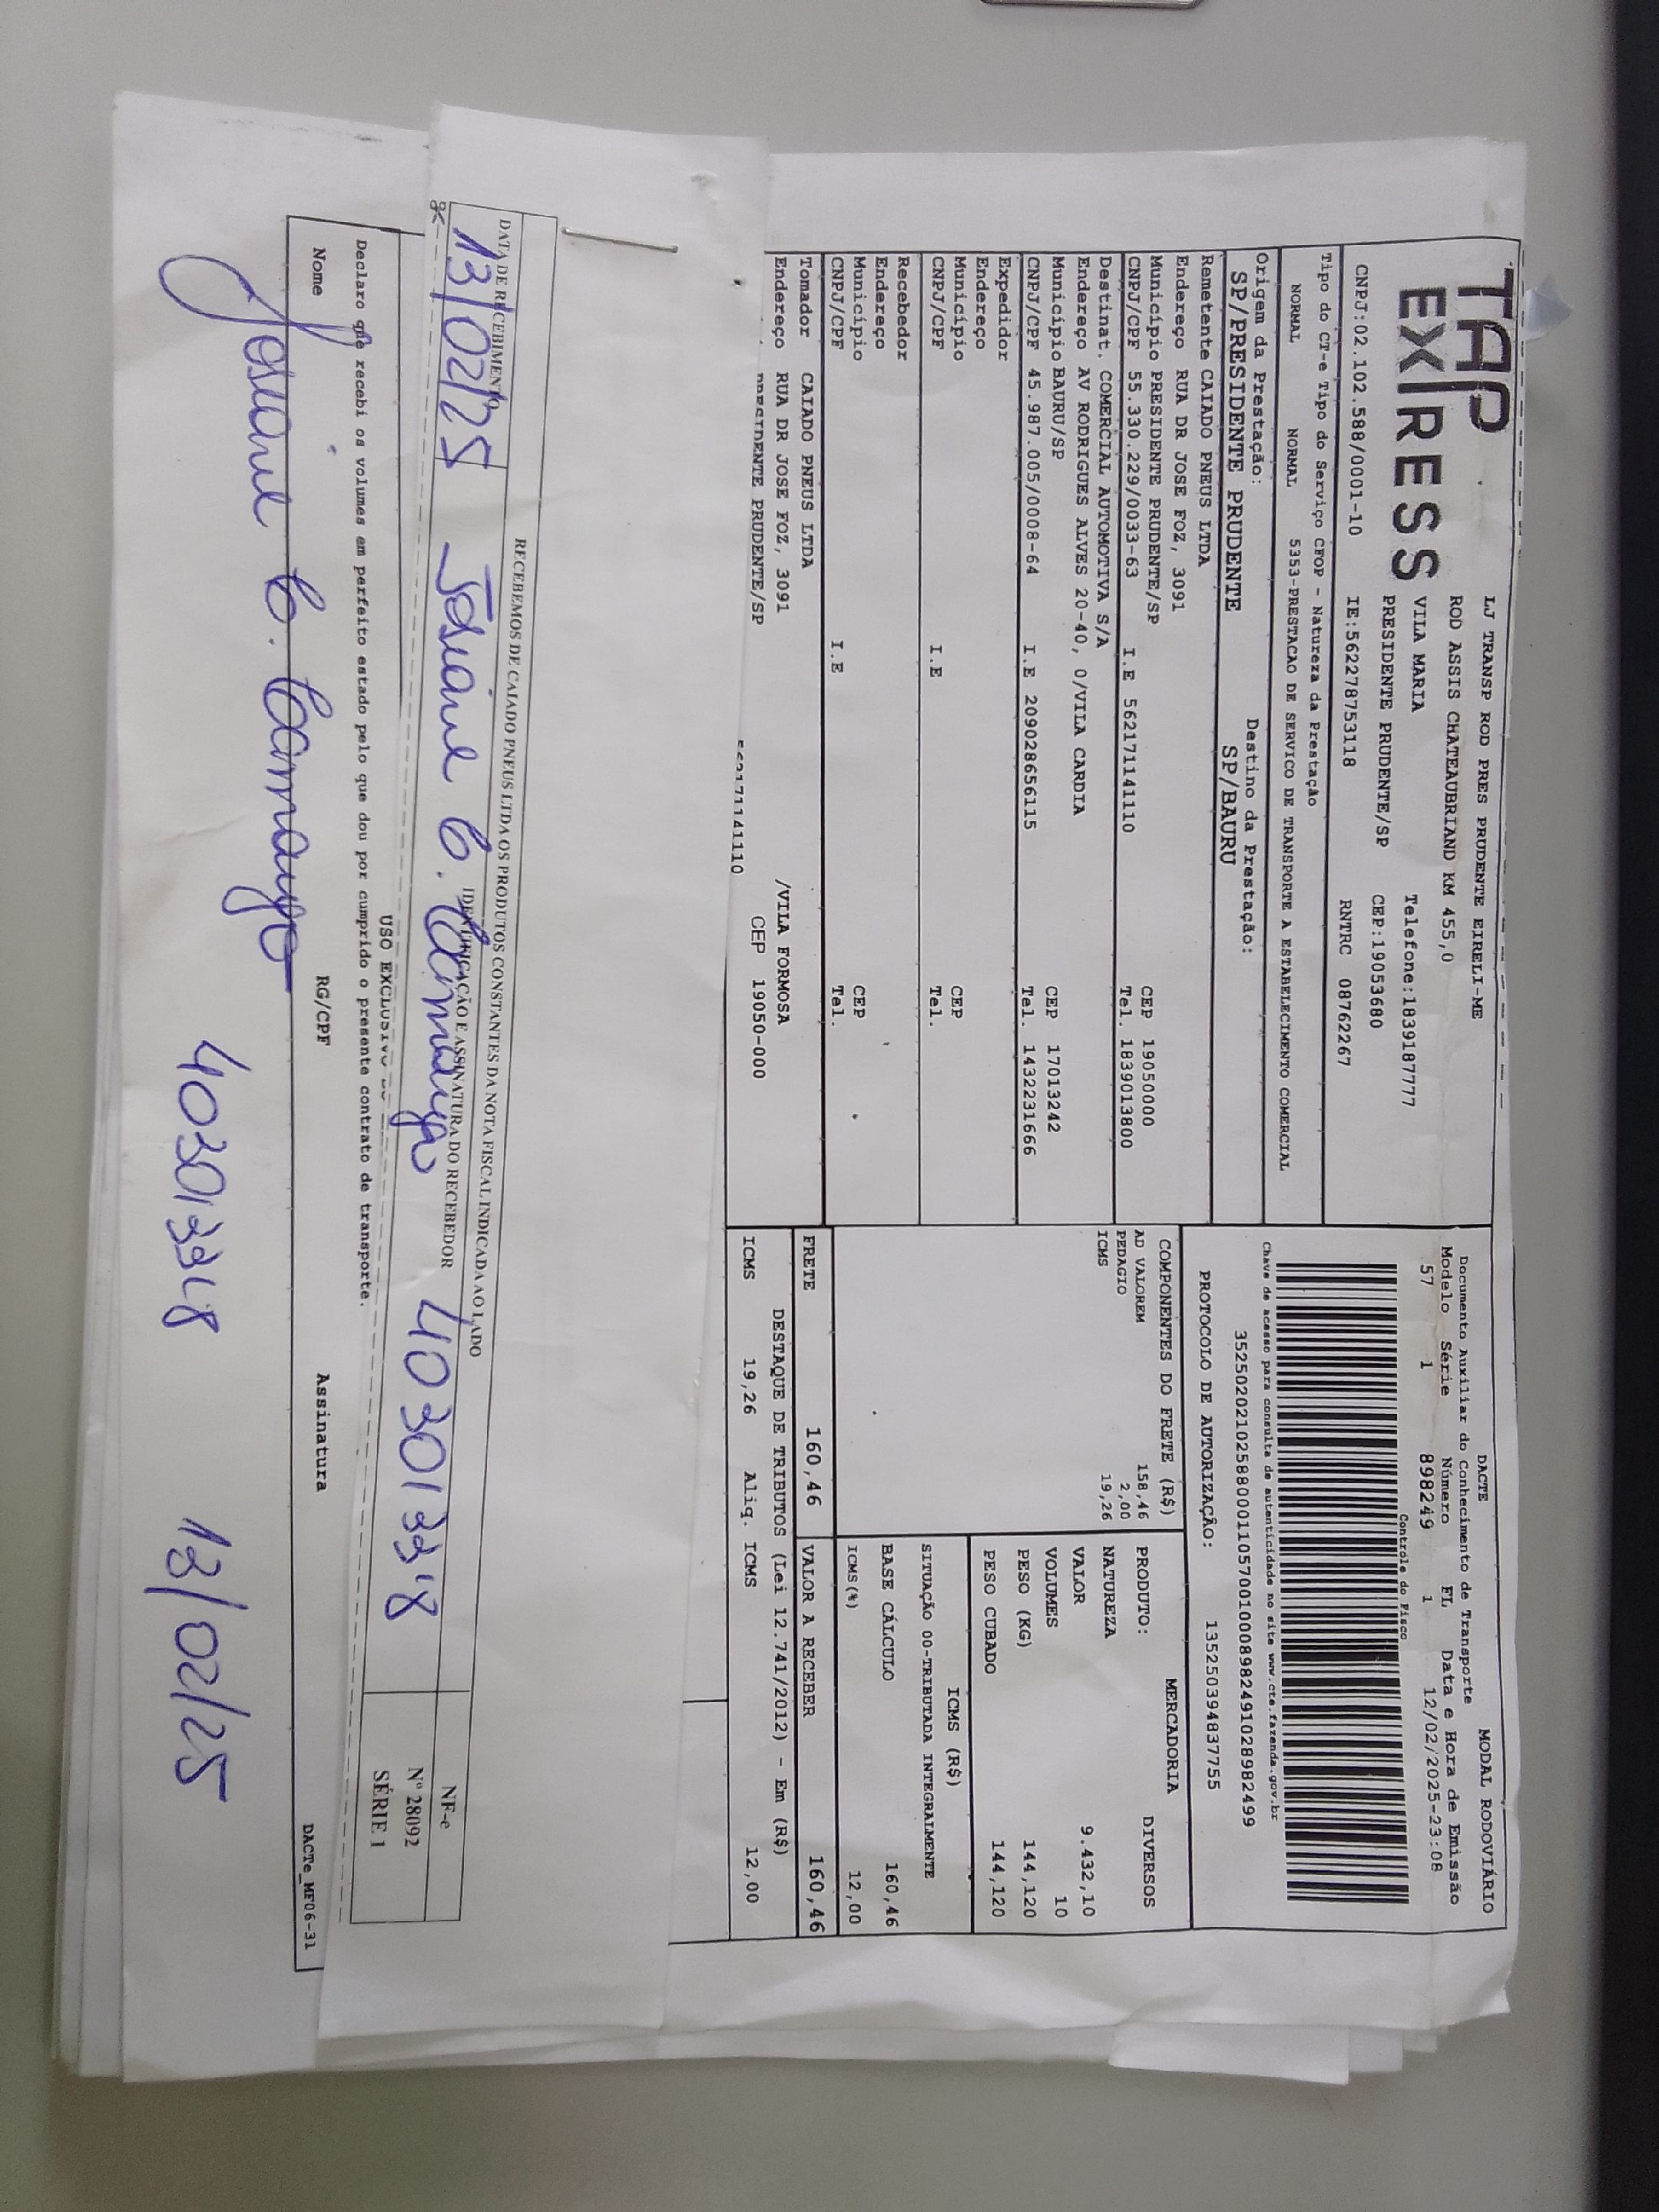 TAP
EXPRESS
LJ TRANSP ROD PRES PRUDENTE EIRELI-ME
ROD ASSIS CHATEAUBRIAND KM 455,0
VILA MARIA Telefone:1839187777
PRESIDENTE PRUDENTE/SP CEP:19053680
CNPJ:02.102.588/0001-10 IE:562278753118 RNTRC 08762267
Tipo do CT-e Tipo do Serviço CFOP - Natureza da Prestação
NORMAL NORMAL 5353-PRESTACAO DE SERVICO DE TRANSPORTE A ESTABELECIMENTO COMERCIAL
Origem da Prestação: Destino da Prestação:
SP/PRESIDENTE PRUDENTE SP/BAURU
Remetente CAIADO PNEUS LTDA
Endereço RUA DR JOSE FOZ, 3091
Município PRESIDENTE PRUDENTE/SP CEP 19050000
CNPJ/CPF 55.330.229/0033-63 I.E 562171141110 Tel. 1839013800
Destinat. COMERCIAL AUTOMOTIVA S/A
Endereço AV RODRIGUES ALVES 20-40, 0/VILA CARDIA
Município BAURU/SP CEP 17013242
CNPJ/CPF 45.987.005/0008-64 I.E 209028656115 Tel. 1432231666
Expedidor
Endereço
Município CEP
CNPJ/CPF I.E Tel.
Recebedor
Endereço
Município CEP
CNPJ/CPF I.E Tel.
Tomador CAIADO PNEUS LTDA
Endereço RUA DR JOSE FOZ, 3091 /VILA FORMOSA
PRESIDENTE PRUDENTE/SP CEP 19050-000
562171141110
DACTE MODAL RODOVIÁRIO
Documento Auxiliar do Conhecimento de Transporte
Modelo Série Número FL Data e Hora de Emissão
57 1 898249 1 12/02/2025-23:08
Controle do Fisco
Chave de acesso para consulta de autenticidade no site www.cte.fazenda.gov.br
35250202102588000110570010008982491028982499
PROTOCOLO DE AUTORIZAÇÃO: 135250394837755
COMPONENTES DO FRETE (R$)
AD VALOREM 158,46
PEDAGIO 2,00
ICMS 19,26
MERCADORIA
PRODUTO: DIVERSOS
NATUREZA
VALOR 9.432,10
VOLUMES 10
PESO (KG) 144,120
PESO CUBADO 144,120
ICMS (R$)
SITUAÇÃO 00-TRIBUTADA INTEGRALMENTE
BASE CÁLCULO 160,46
ICMS(%) 12,00
FRETE 160,46 VALOR A RECEBER 160,46
DESTAQUE DE TRIBUTOS (Lei 12.741/2012) - Em (R$)
ICMS 19,26 Aliq. ICMS 12,00
RECEBEMOS DE CAIADO PNEUS LTDA OS PRODUTOS CONSTANTES DA NOTA FISCAL INDICADA AO LADO
DATA DE RECEBIMENTO IDENTIFICAÇÃO E ASSINATURA DO RECEBEDOR
13/02/25 Josiane C. Camargo 403013348
NF-e
Nº 28092
SÉRIE 1
USO EXCLUSIVO
Declaro que recebi os volumes em perfeito estado pelo que dou por cumprido o presente contrato de transporte.
Nome RG/CPF Assinatura
Josiane C. Camargo 403013348 13/02/25
DACTe_MF06-31